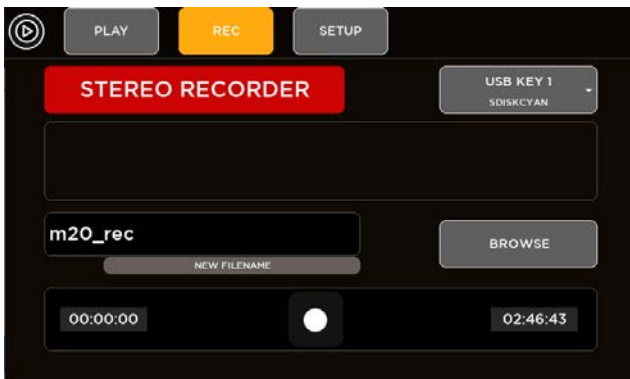 PLAY
REC
SETUP
STEREO RECORDER
USB KEY 1
SDISKCYAN
m20_rec
NEW FILENAME
BROWSE
00:00:00
02:46:43